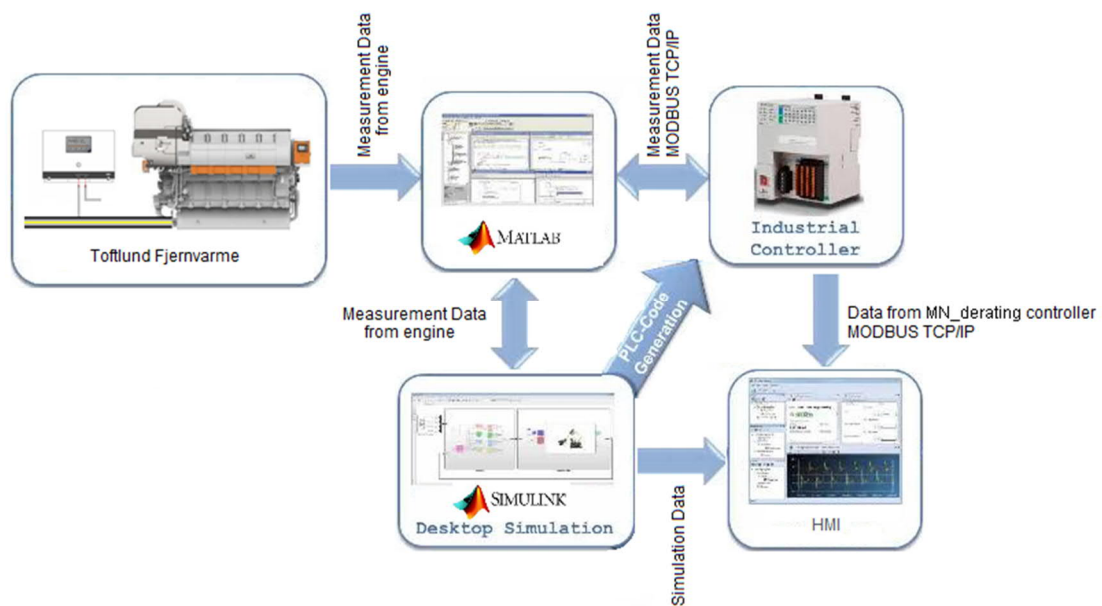 Measurement Data
from engine
Measurement Data
MODBUS TCP/IP
Toftlund Fjernvarme
MATLAB
Industrial
Controller
Measurement Data
from engine
PLC-Code
Generation
Data from MN_derating controller
MODBUS TCP/IP
SIMULINK
Desktop Simulation
Simulation Data
HMI